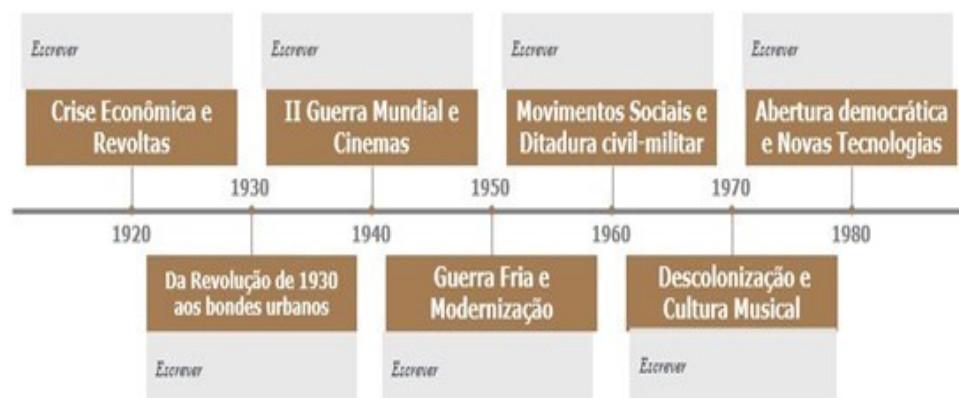 Escrever
Escrever
Escrever
Escrever
Crise Econômica e
Revoltas
II Guerra Mundial e
Cinemas
Movimentos Sociais e
Ditadura civil-militar
Abertura democrática
e Novas Tecnologias
1930
1950
1970
1920
1940
1960
1980
Da Revolução de 1930
aos bondes urbanos
Guerra Fria e
Modernização
Descolonização e
Cultura Musical
Escrever
Escrever
Escrever